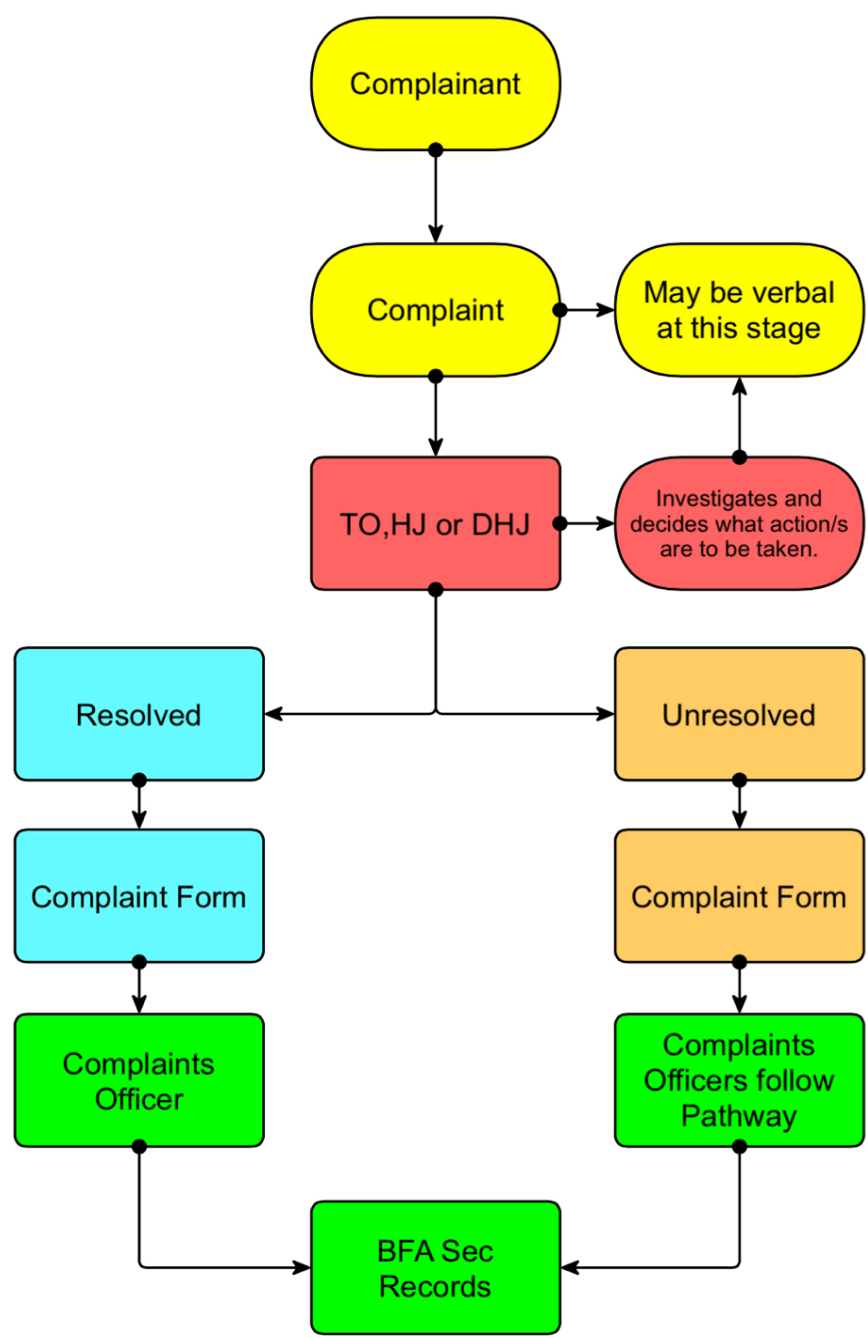 Complainant
Complaint
May be verbal
at this stage
TO,HJ or DHJ
Investigates and
decides what action/s
are to be taken.
Resolved
Unresolved
Complaint Form
Complaint Form
Complaints
Officer
Complaints
Officers follow
Pathway
BFA Sec
Records